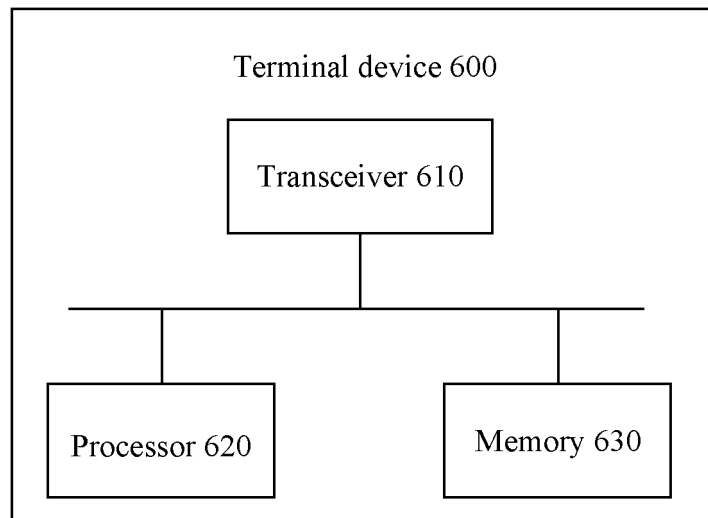 Terminal device 600
Transceiver 610
Processor 620
Memory 630